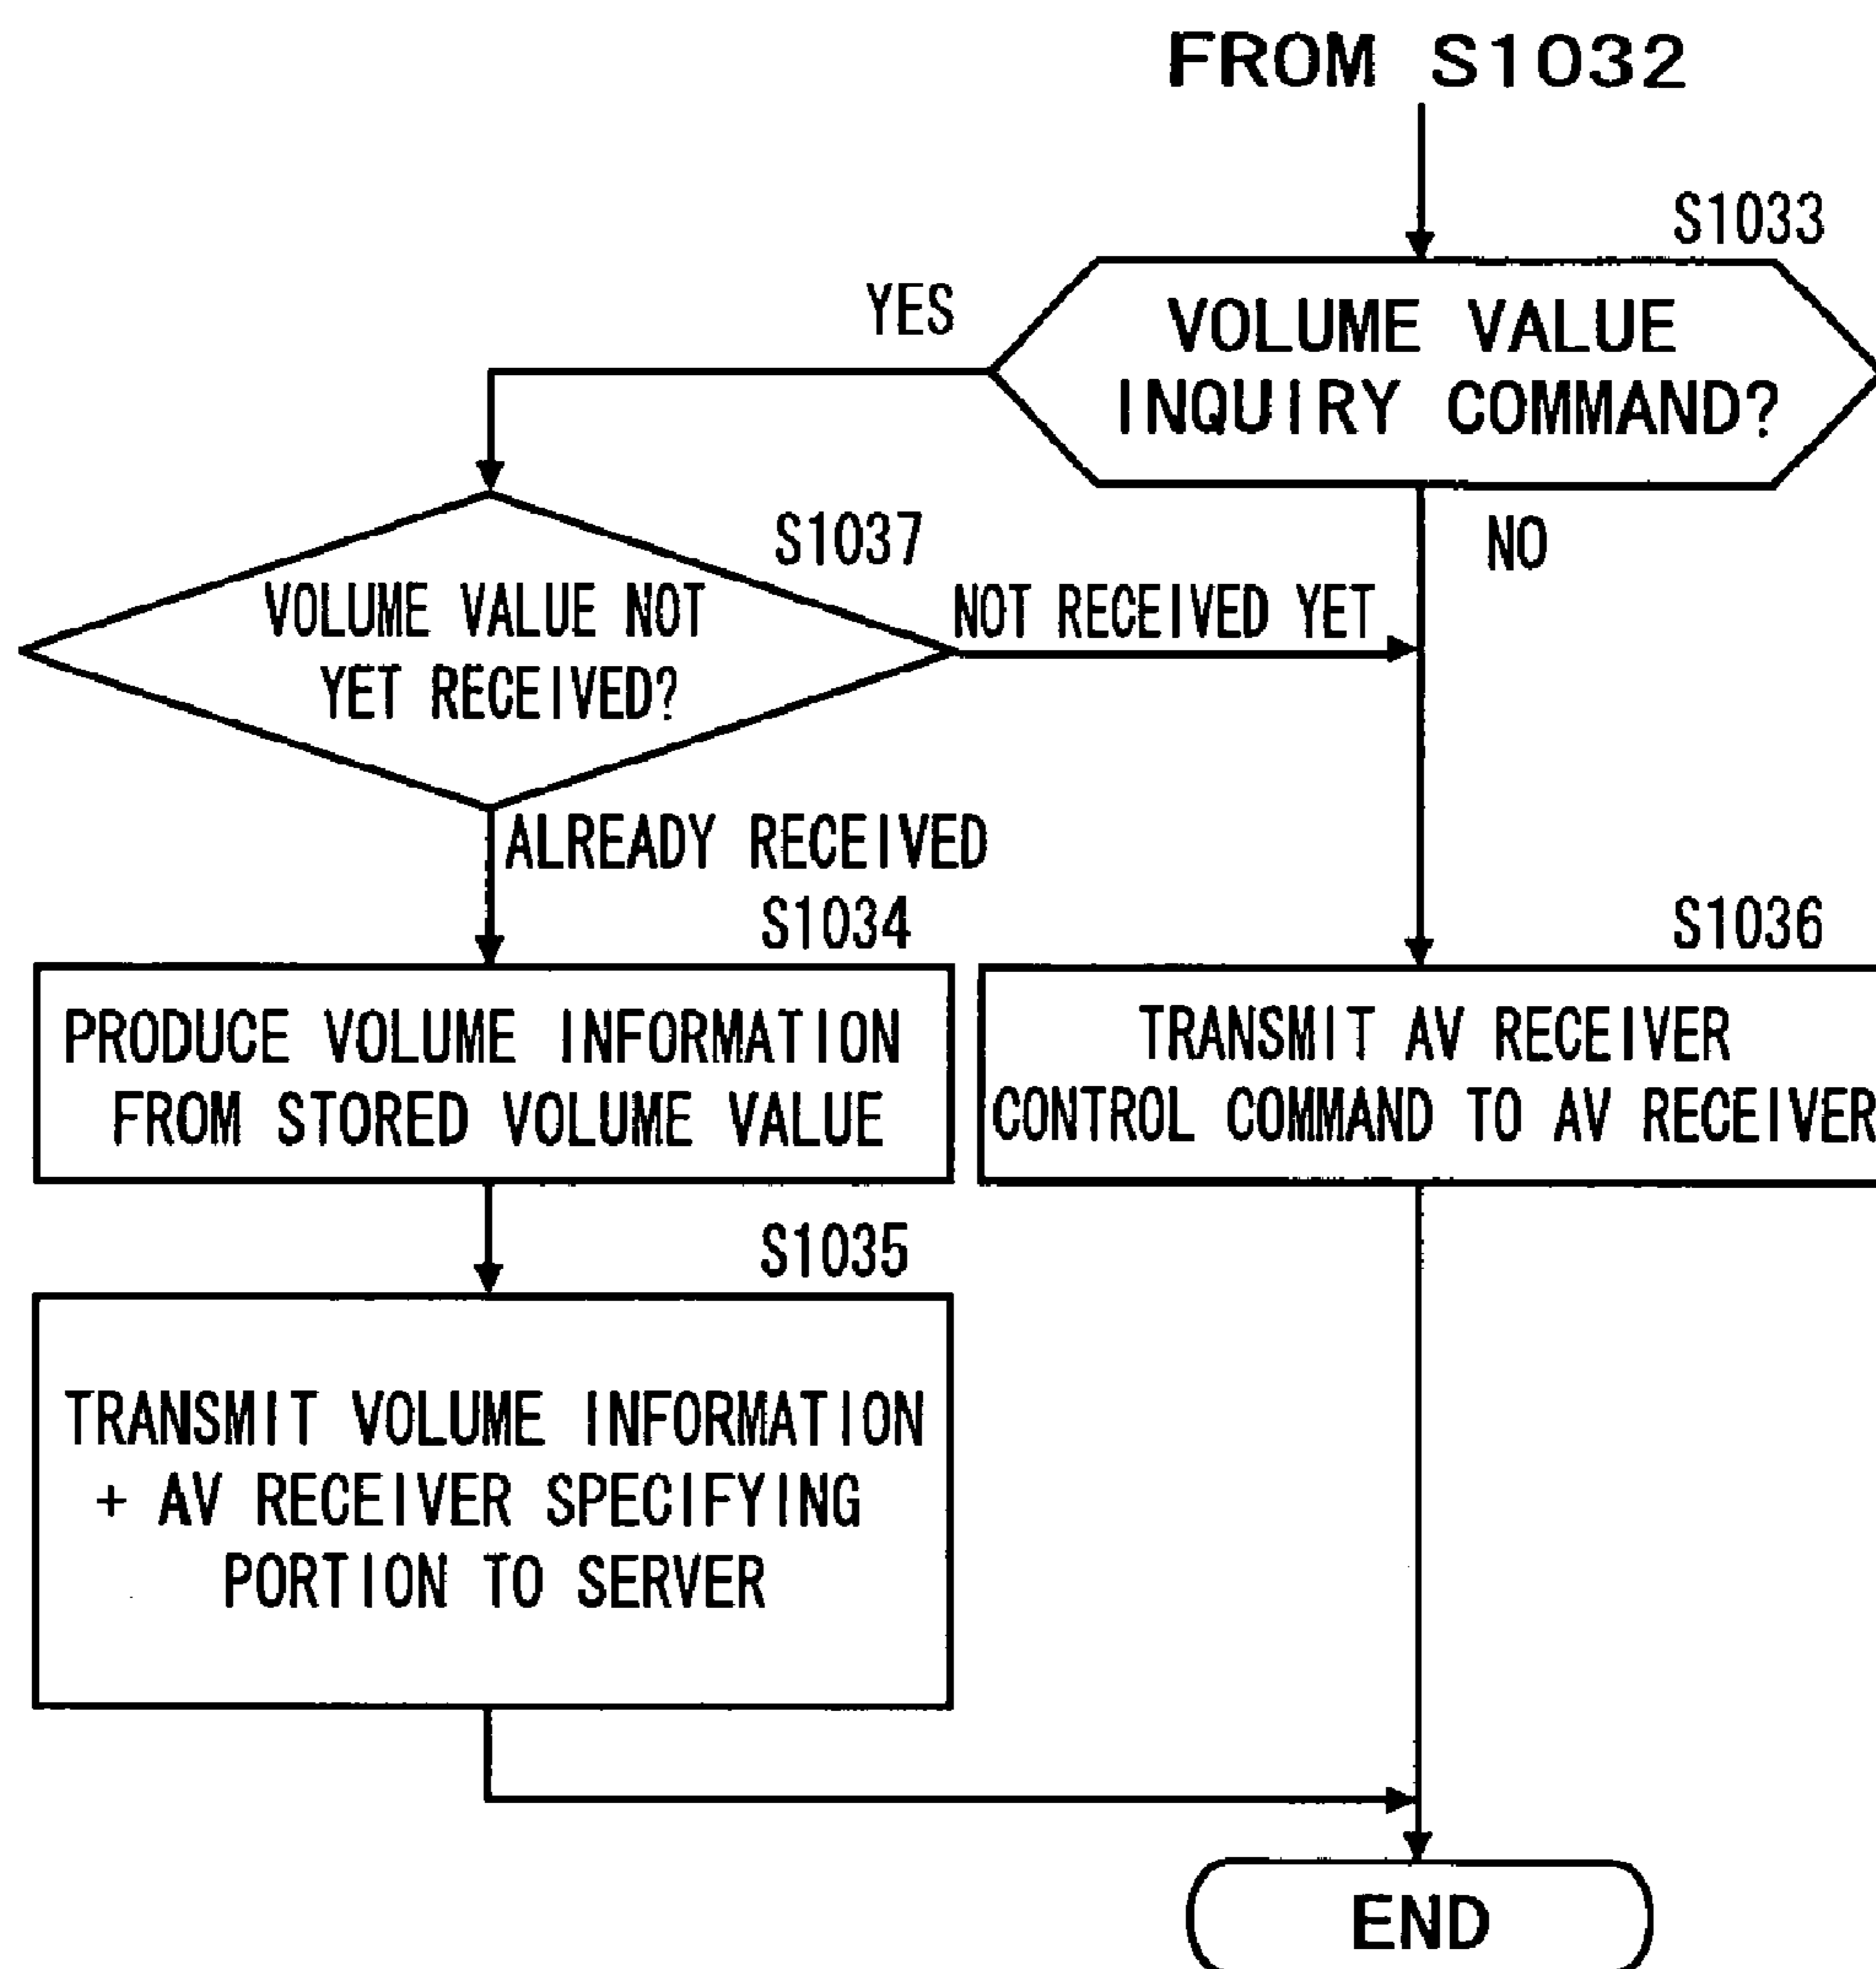 FROM S1032
S1033
YES
VOLUME VALUE
INQUIRY COMMAND?
NO
S1037
VOLUME VALUE NOT
YET RECEIVED?
NOT RECEIVED YET
ALREADY RECEIVED
S1034
PRODUCE VOLUME INFORMATION
FROM STORED VOLUME VALUE
S1036
TRANSMIT AV RECEIVER
CONTROL COMMAND TO AV RECEIVER
S1035
TRANSMIT VOLUME INFORMATION
+ AV RECEIVER SPECIFYING
PORTION TO SERVER
END